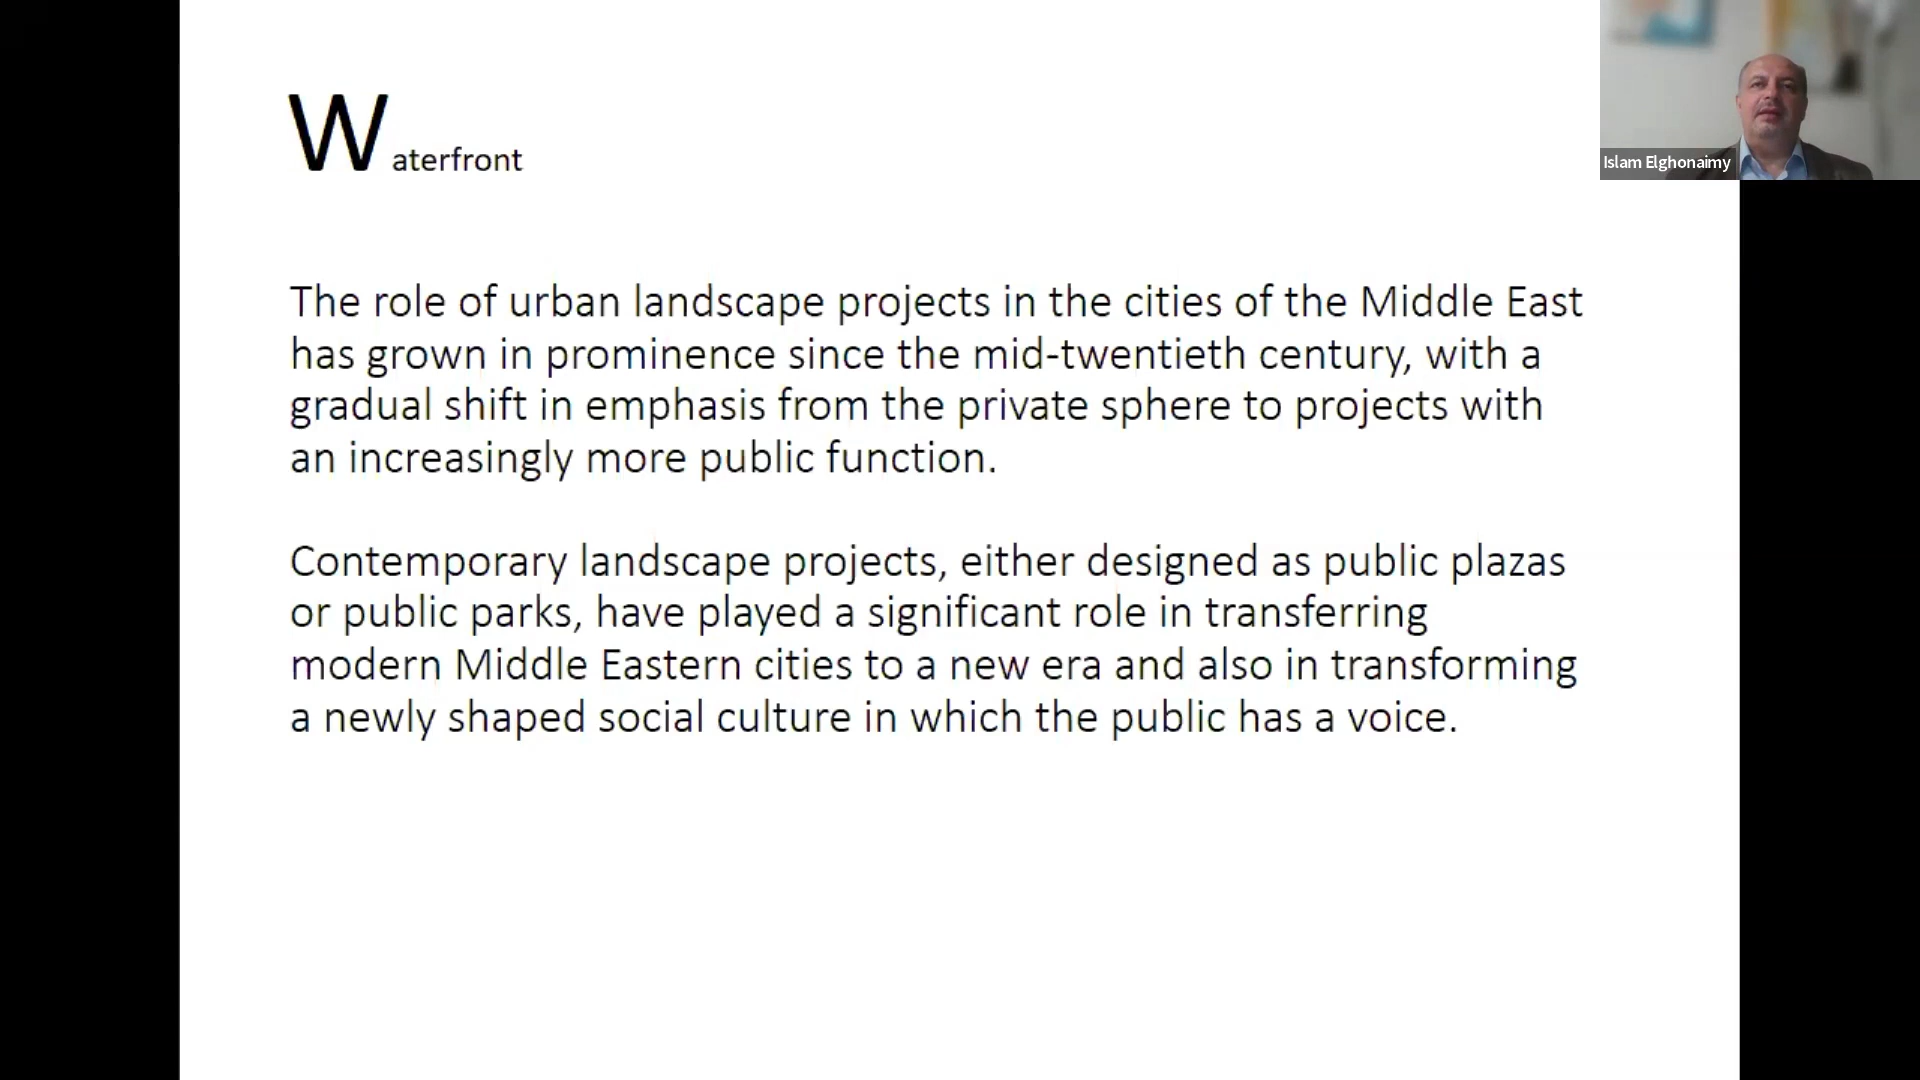 Waterfront
Islam Elghonaimy
The role of urban landscape projects in the cities of the Middle East
has grown in prominence since the mid-twentieth century, with a
gradual shift in emphasis from the private sphere to projects with
an increasingly more public function.
Contemporary landscape projects, either designed as public plazas
or public parks, have played a significant role in transferring
modern Middle Eastern cities to a new era and also in transforming
a newly shaped social culture in which the public has a voice.